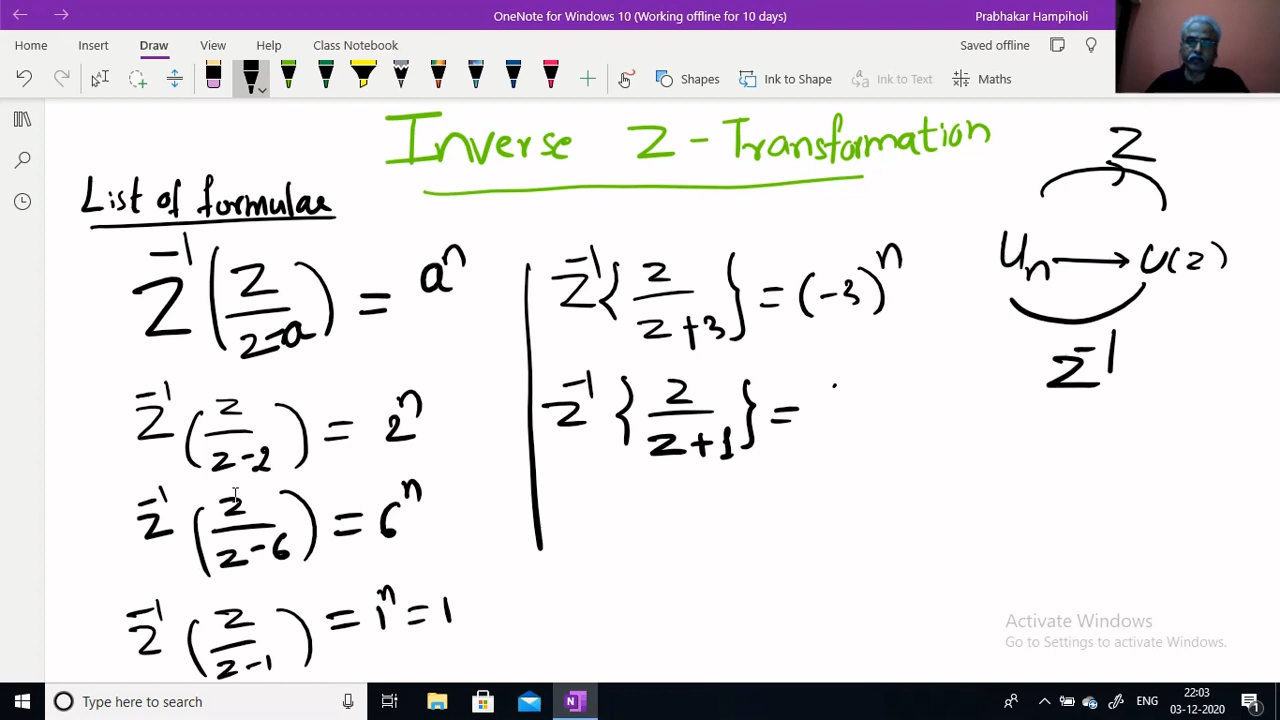 OneNote for Windows 10 (Working offline for 10 days)
Prabhakar Hampiholi
Home Insert Draw View Help Class Notebook
Saved offline
Shapes Ink to Shape Ink to Text Maths
Inverse Z-Transformation
List of formulae
Z⁻¹(z/(z-a)) = aⁿ
Z⁻¹(z/(z-2)) = 2ⁿ
Z⁻¹(z/(z-6)) = 6ⁿ
Z⁻¹(z/(z-1)) = 1ⁿ = 1
Z⁻¹{z/(z+3)} = (-3)ⁿ
Z⁻¹{z/(z+1)} =
Z
Uₙ → U(z)
Z⁻¹
Activate Windows
Go to Settings to activate Windows.
Type here to search
ENG
22:03
03-12-2020
1